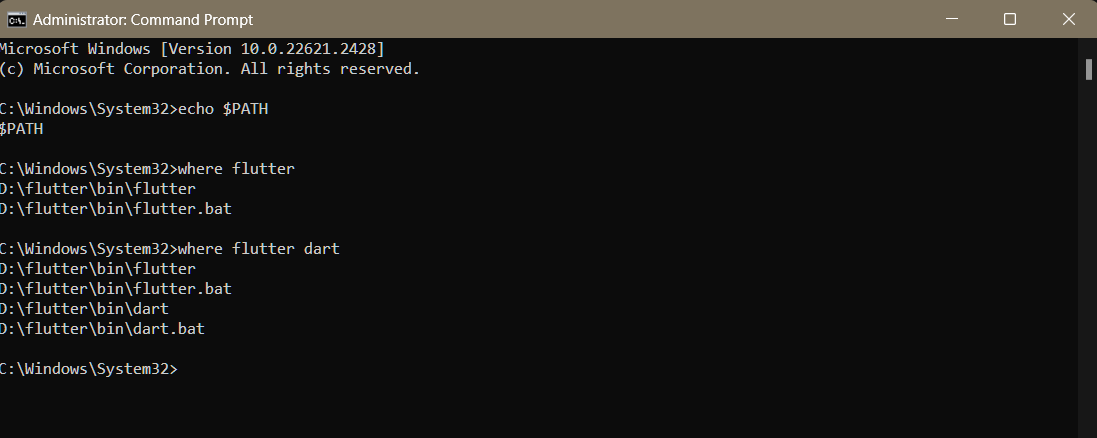 Administrator: Command Prompt
Microsoft Windows [Version 10.0.22621.2428]
(c) Microsoft Corporation. All rights reserved.
C:\Windows\System32>echo $PATH
$PATH
C:\Windows\System32>where flutter
D:\flutter\bin\flutter
D:\flutter\bin\flutter.bat
C:\Windows\System32>where flutter dart
D:\flutter\bin\flutter
D:\flutter\bin\flutter.bat
D:\flutter\bin\dart
D:\flutter\bin\dart.bat
C:\Windows\System32>